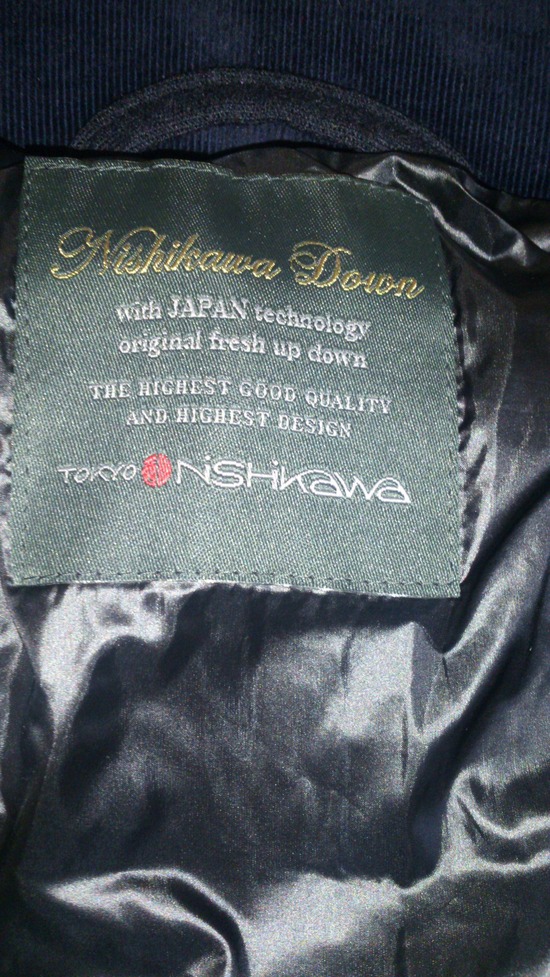 Nishikawa Down
with JAPAN technology
original fresh up down
THE HIGHEST GOOD QUALITY
AND HIGHEST DESIGN
TOKYO NiSHiKaWa